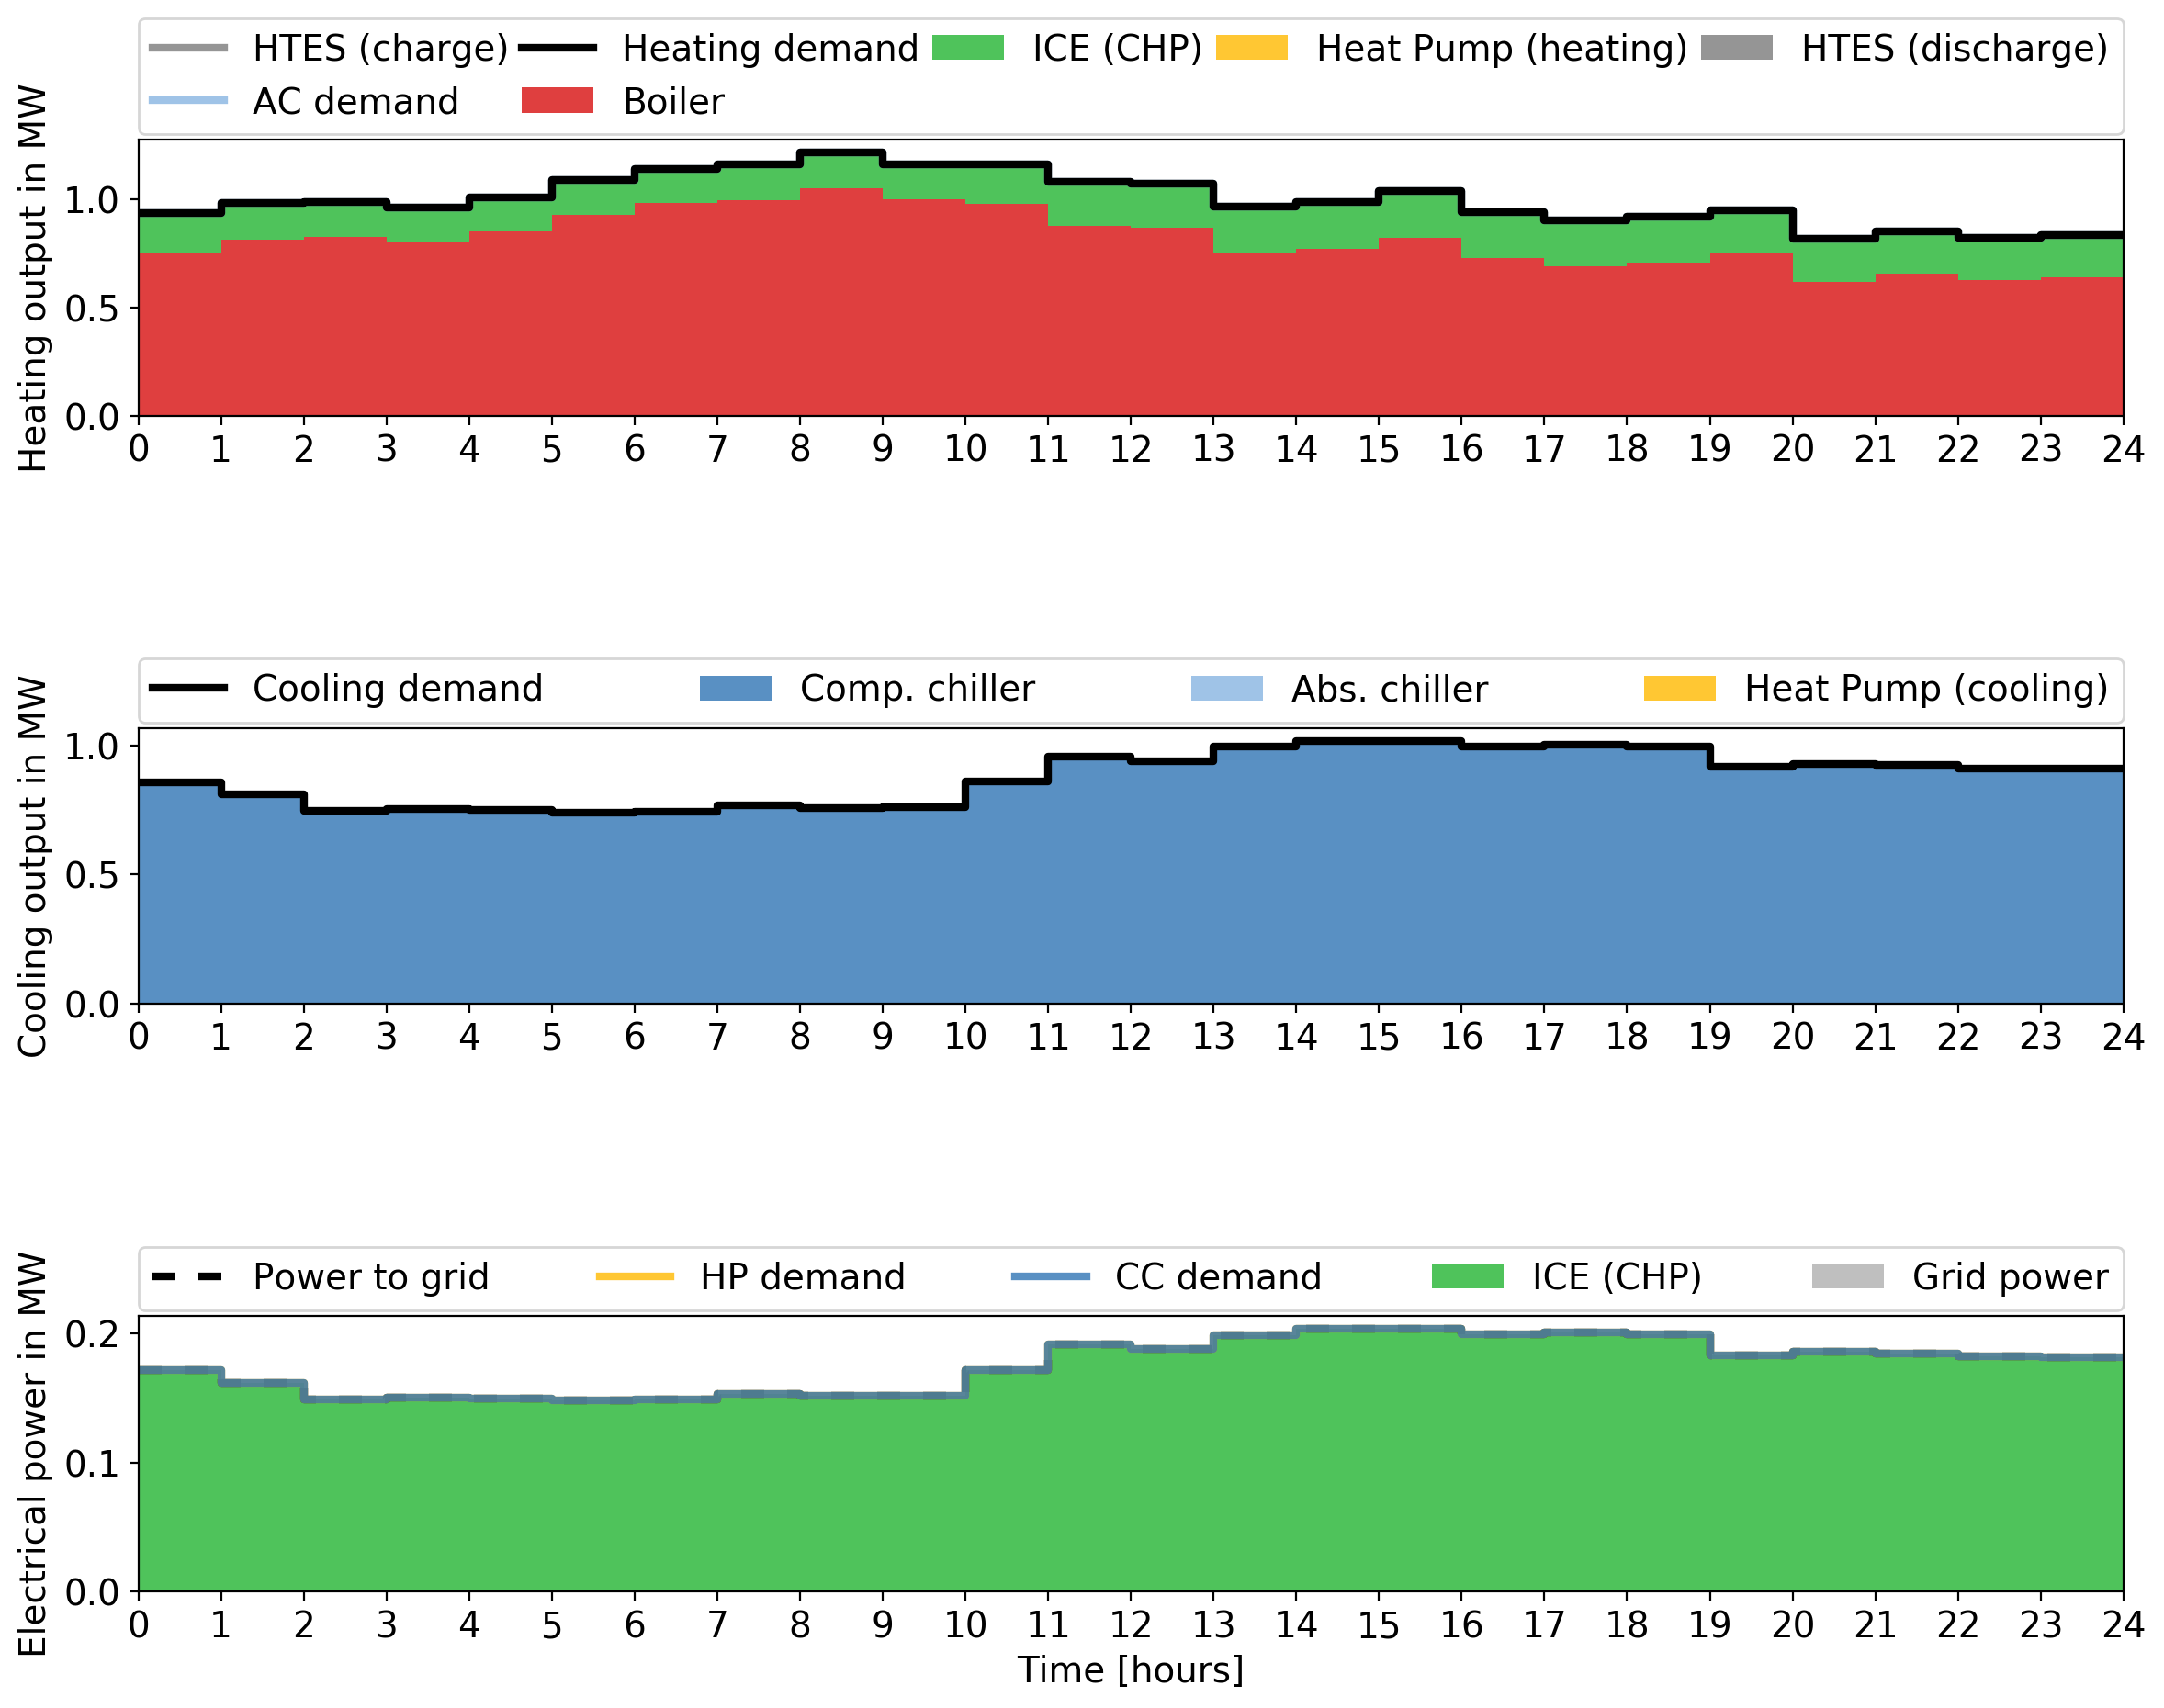 HTES (charge) Heating demand ICE (CHP) Heat Pump (heating) HTES (discharge)
AC demand Boiler
Heating output in MW
1.0
0.5
0.0
0 1 2 3 4 5 6 7 8 9 10 11 12 13 14 15 16 17 18 19 20 21 22 23 24
Cooling demand Comp. chiller Abs. chiller Heat Pump (cooling)
Cooling output in MW
1.0
0.5
0.0
0 1 2 3 4 5 6 7 8 9 10 11 12 13 14 15 16 17 18 19 20 21 22 23 24
Power to grid HP demand CC demand ICE (CHP) Grid power
Electrical power in MW
0.2
0.1
0.0
0 1 2 3 4 5 6 7 8 9 10 11 12 13 14 15 16 17 18 19 20 21 22 23 24
Time [hours]